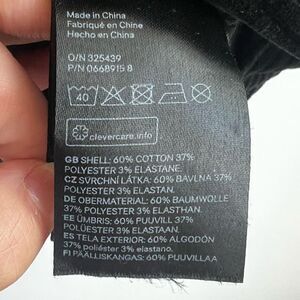 Made in China
Fabriqué en Chine
Hecho en China
O/N 325439
P/N 0668915 8
40
clevercare.info
GB SHELL: 60% COTTON 37%
POLYESTER 3% ELASTANE.
CZ SVRCHNÍ LÁTKA: 60% BAVLNA 37%
POLYESTER 3% ELASTAN.
DE OBERMATERIAL: 60% BAUMWOLLE
37% POLYESTER 3% ELASTHAN.
EE ÜMBRIS: 60% PUUVILL 37%
POLÜESTER 3% ELASTAAN.
ES TELA EXTERIOR: 60% ALGODÓN
37% poliéster 3% elastano.
FI PÄÄLLISKANGAS: 60% PUUVILLAA